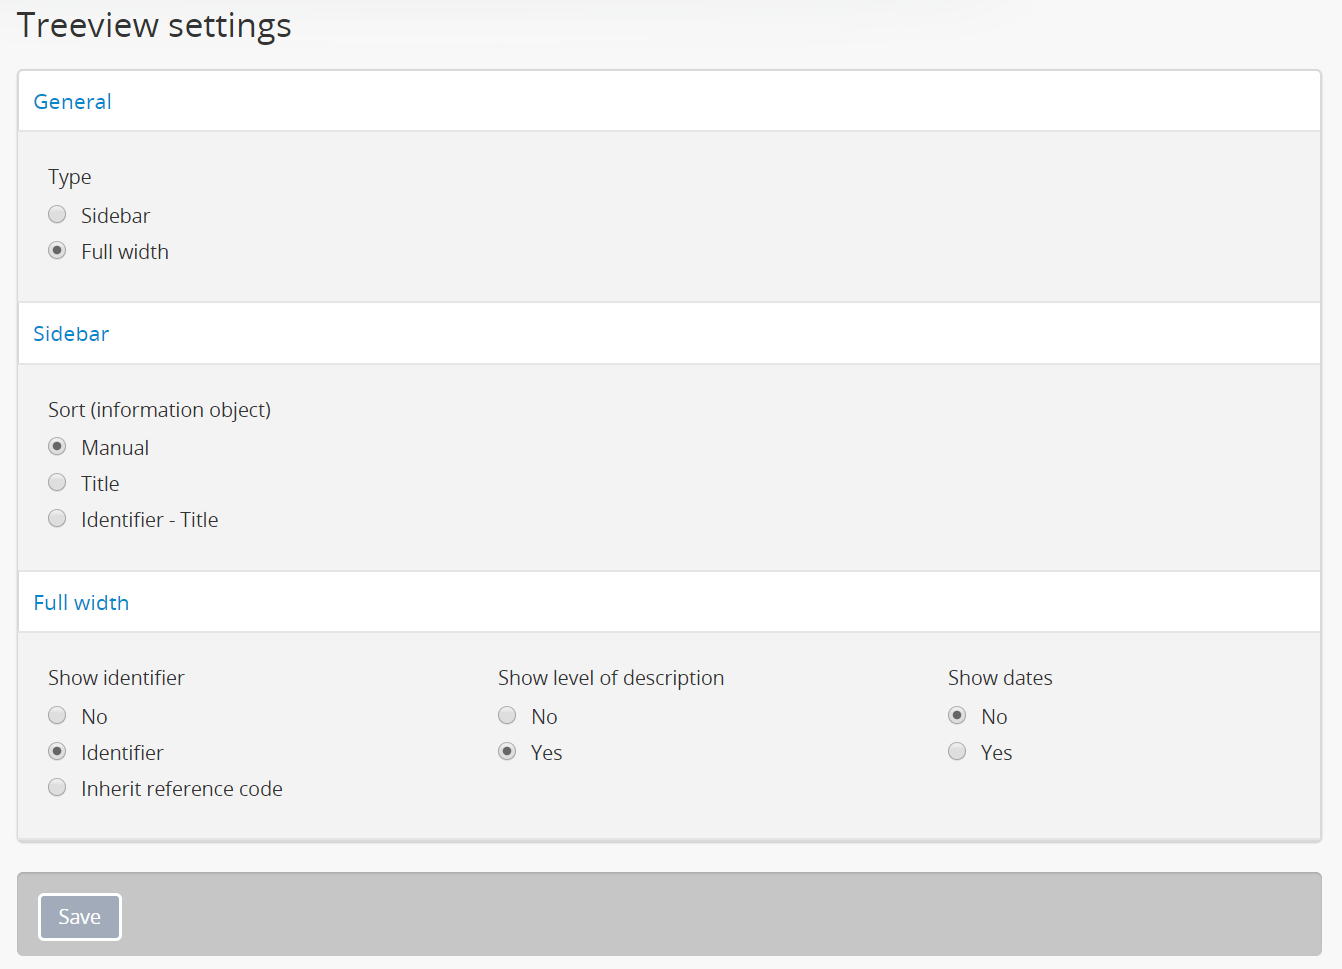 Treeview settings
General
Type
Sidebar
Full width
Sidebar
Sort (information object)
Manual
Title
Identifier - Title
Full width
Show identifier
No
Identifier
Inherit reference code
Show level of description
No
Yes
Show dates
No
Yes
Save